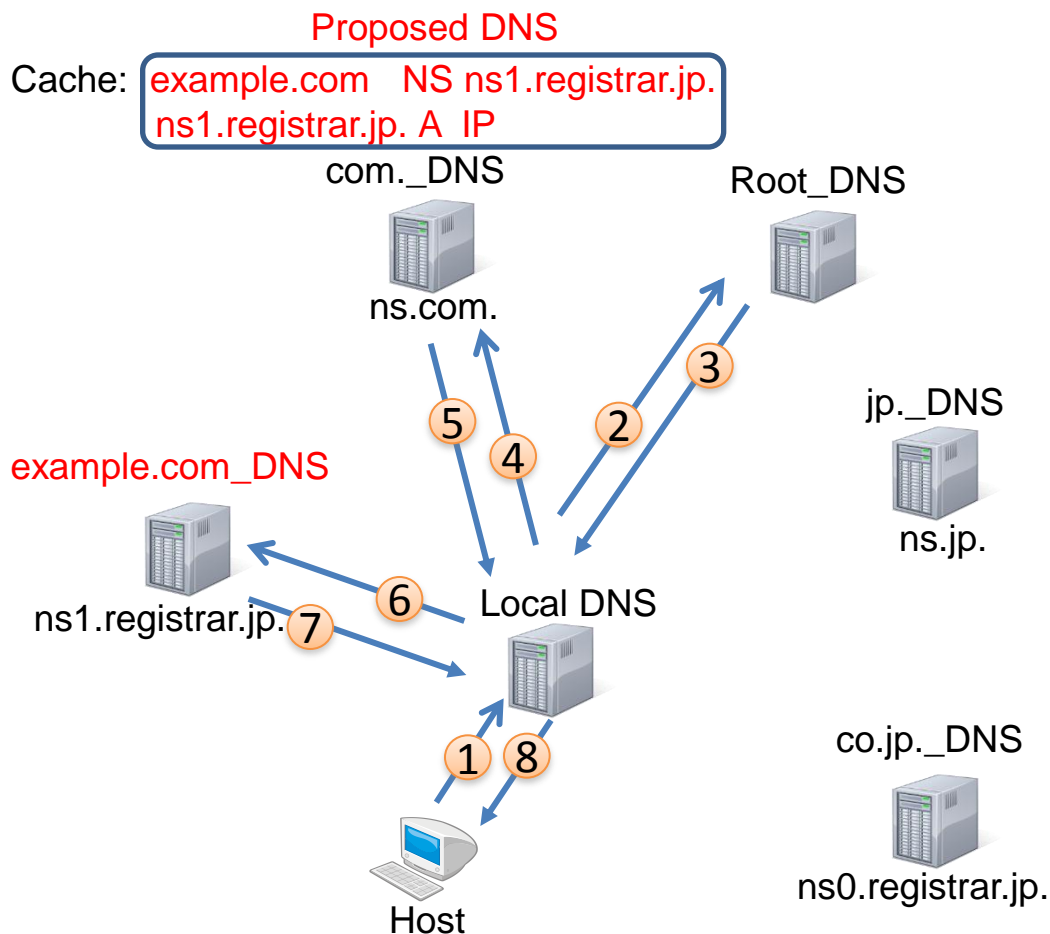 Proposed DNS
Cache: example.com NS ns1.registrar.jp.
ns1.registrar.jp. A IP
com._DNS
Root_DNS
ns.com.
3
jp._DNS
5
2
4
example.com_DNS
ns.jp.
6
Local DNS
ns1.registrar.jp.
7
co.jp._DNS
1
8
ns0.registrar.jp.
Host